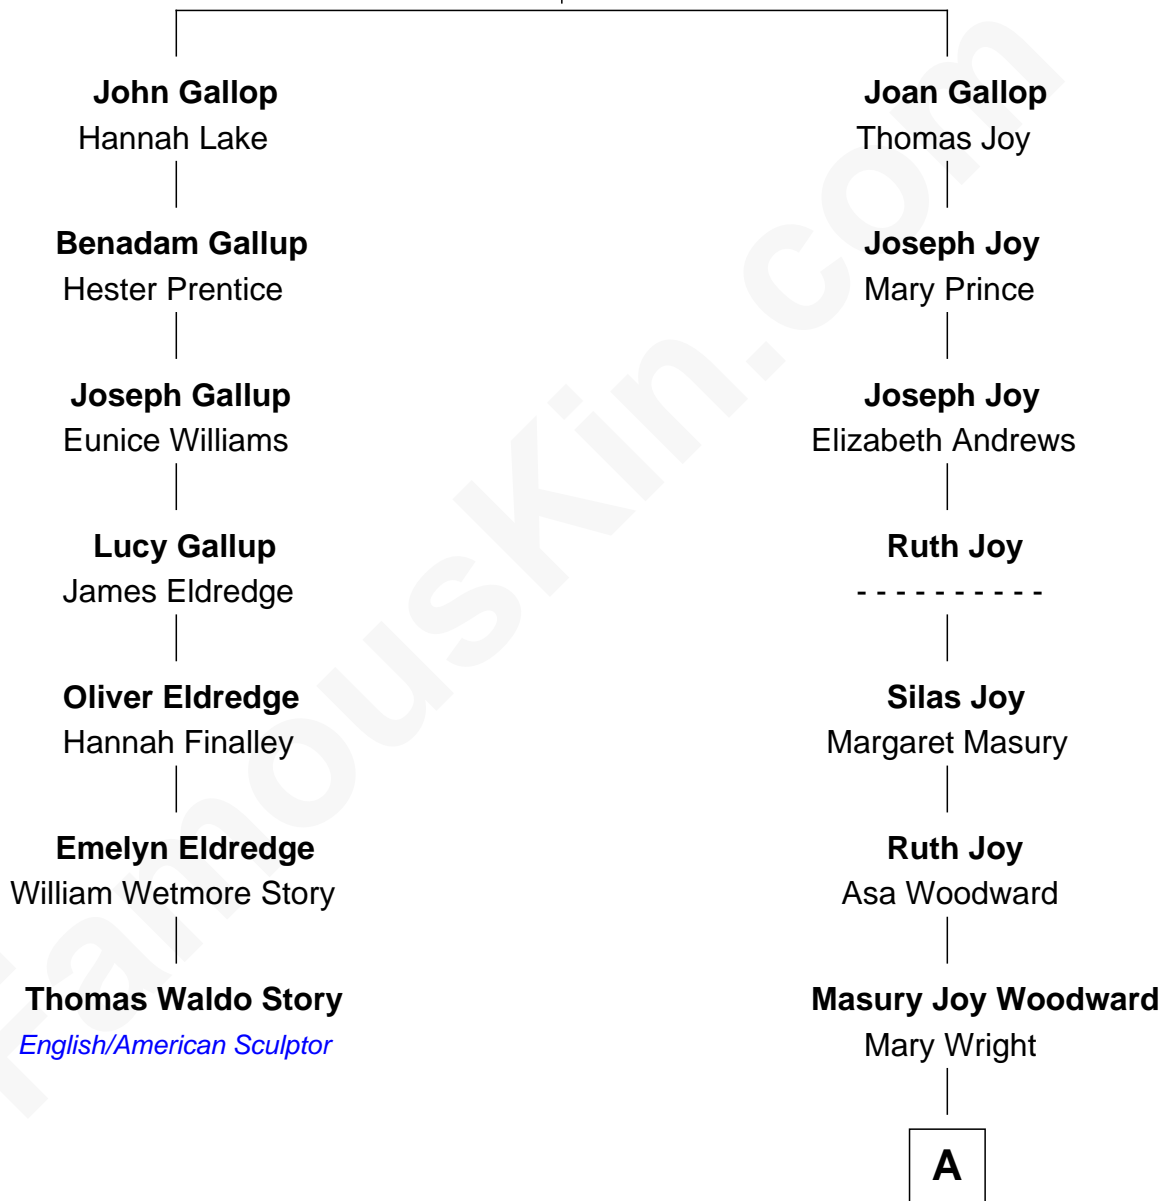 John Gallop
Hannah Lake
Benadam Gallup
Hester Prentice
Joseph Gallup
Eunice Williams
Lucy Gallup
James Eldredge
Oliver Eldredge
Hannah Finalley
Emelyn Eldredge
William Wetmore Story
Thomas Waldo Story
English/American Sculptor
Joan Gallop
Thomas Joy
Joseph Joy
Mary Prince
Joseph Joy
Elizabeth Andrews
Ruth Joy
- - - - - - - - - -
Silas Joy
Margaret Masury
Ruth Joy
Asa Woodward
Masury Joy Woodward
Mary Wright
A
FamousKin.com